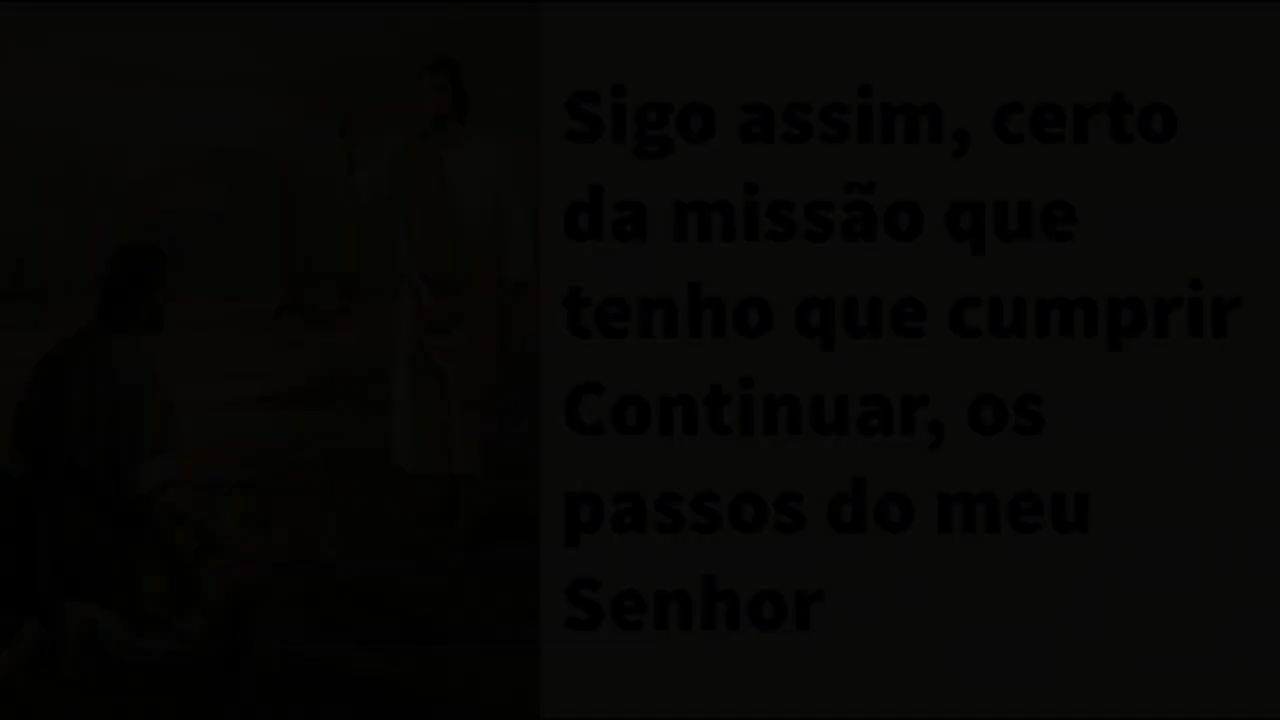 Sigo assim, certo
da missão que
tenho que cumprir
Continuar, os
passos do meu
Senhor